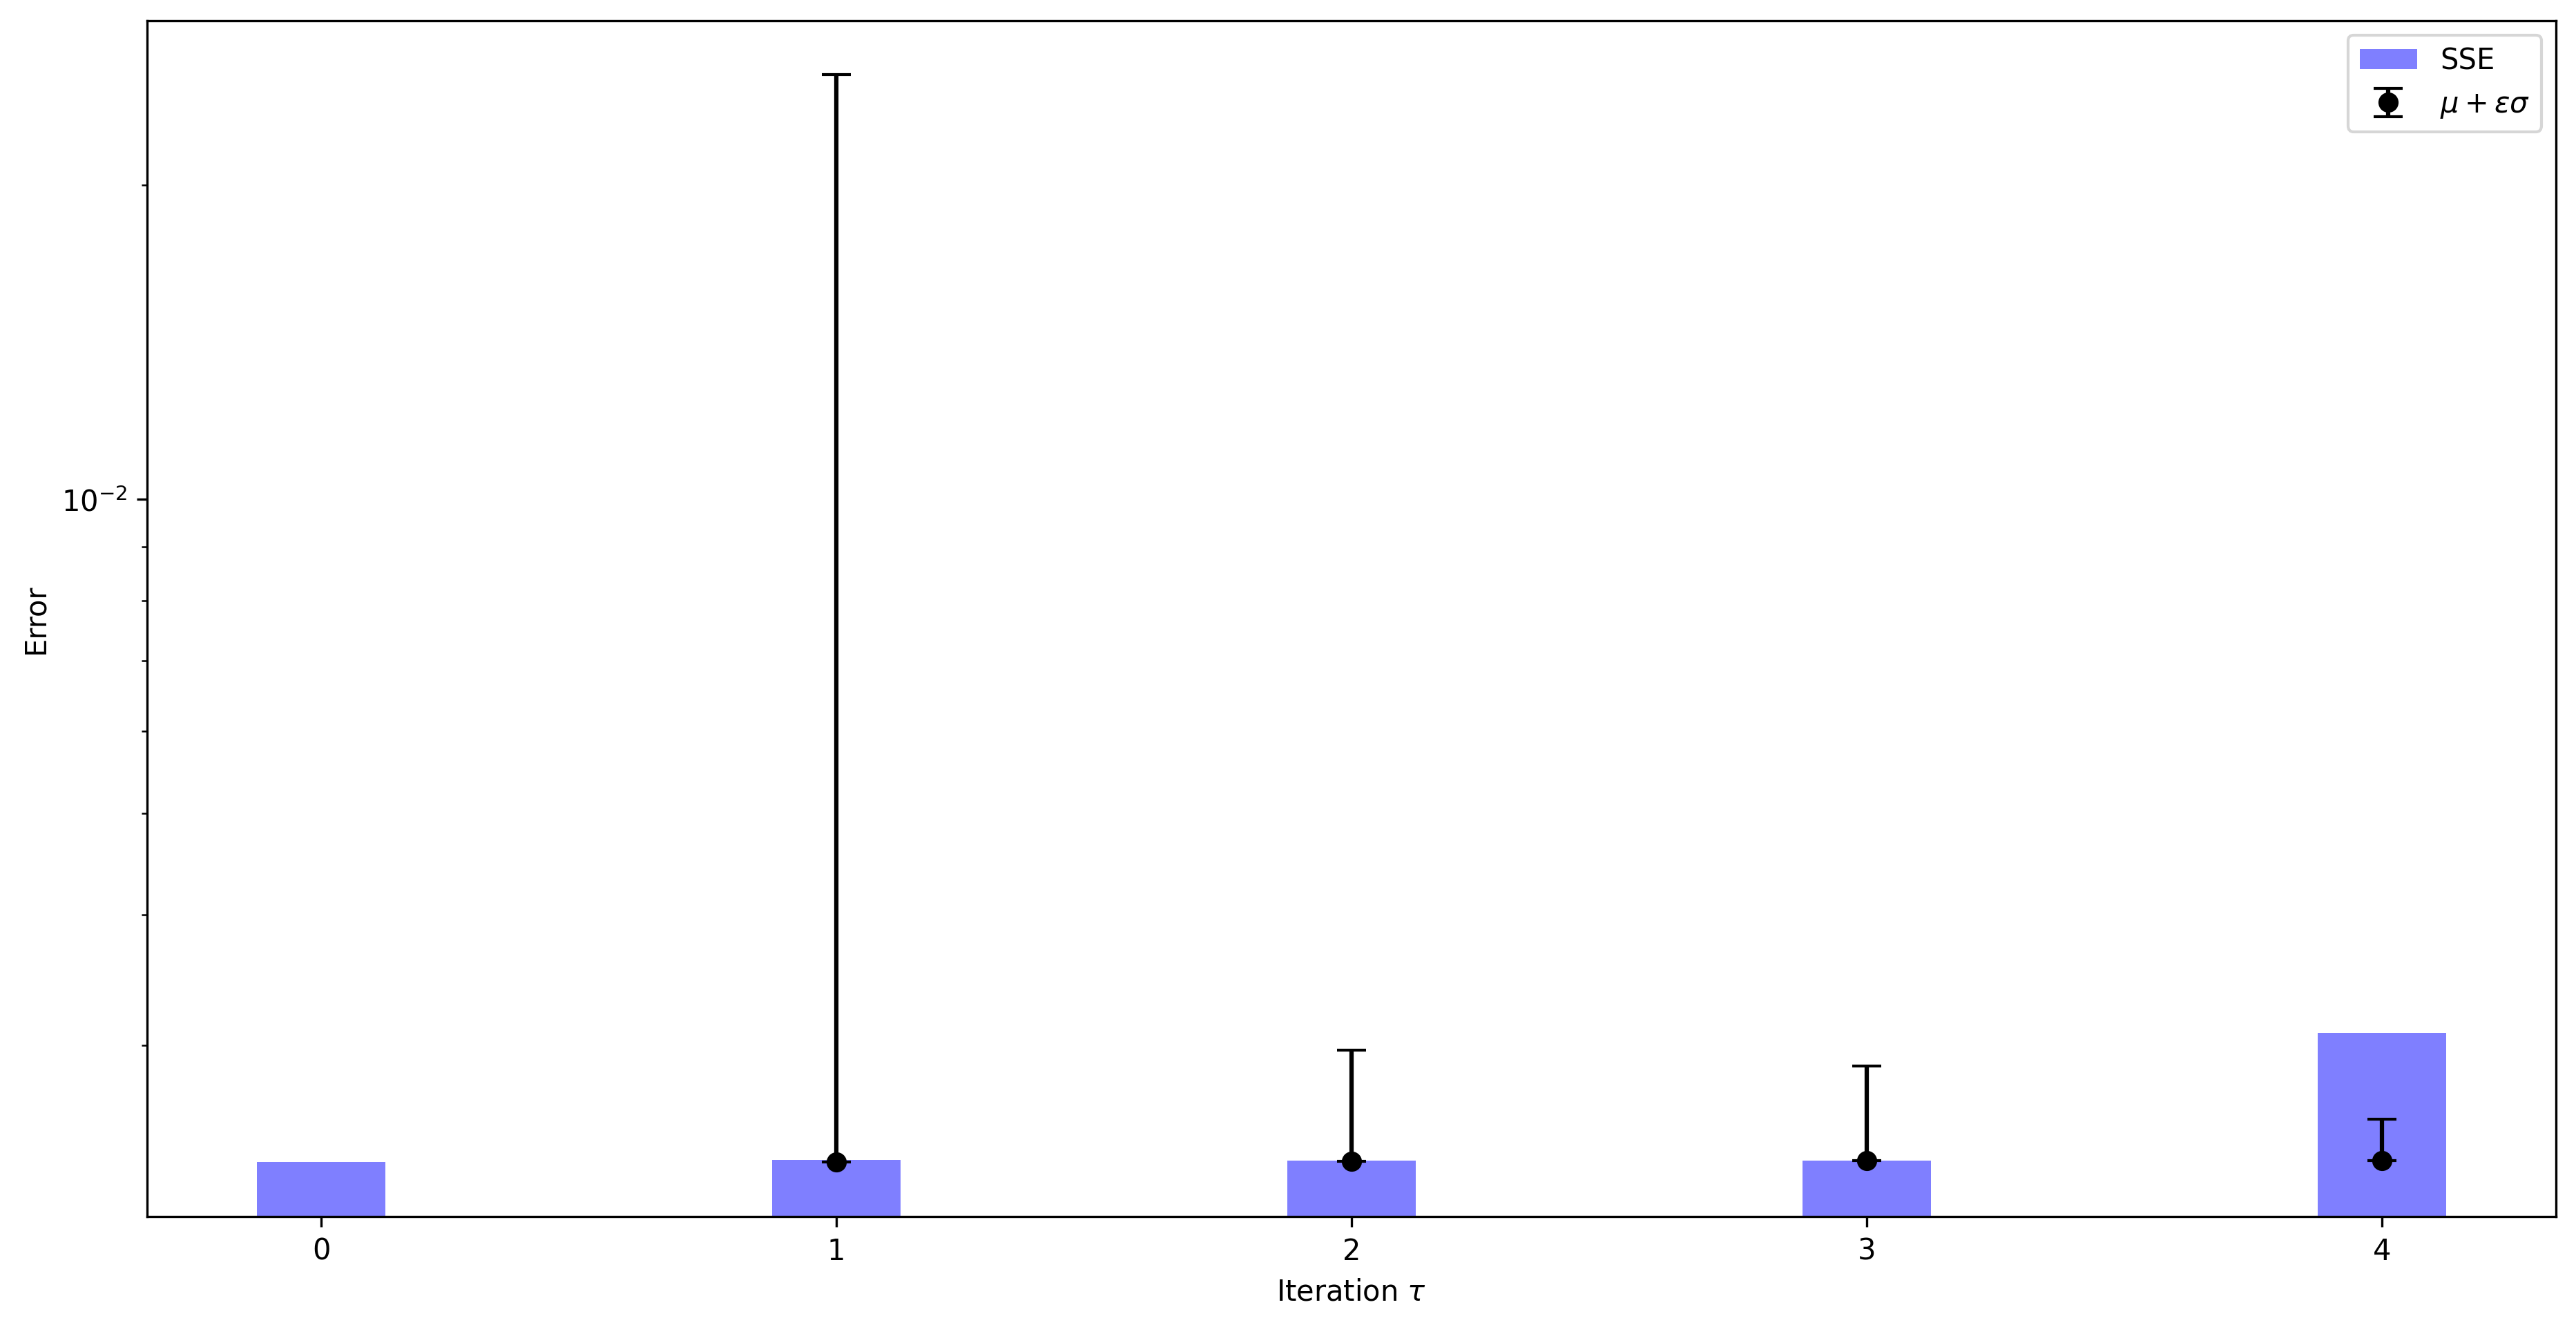 SSE
μ + εσ
10⁻²
Error
0 1 2 3 4
Iteration τ